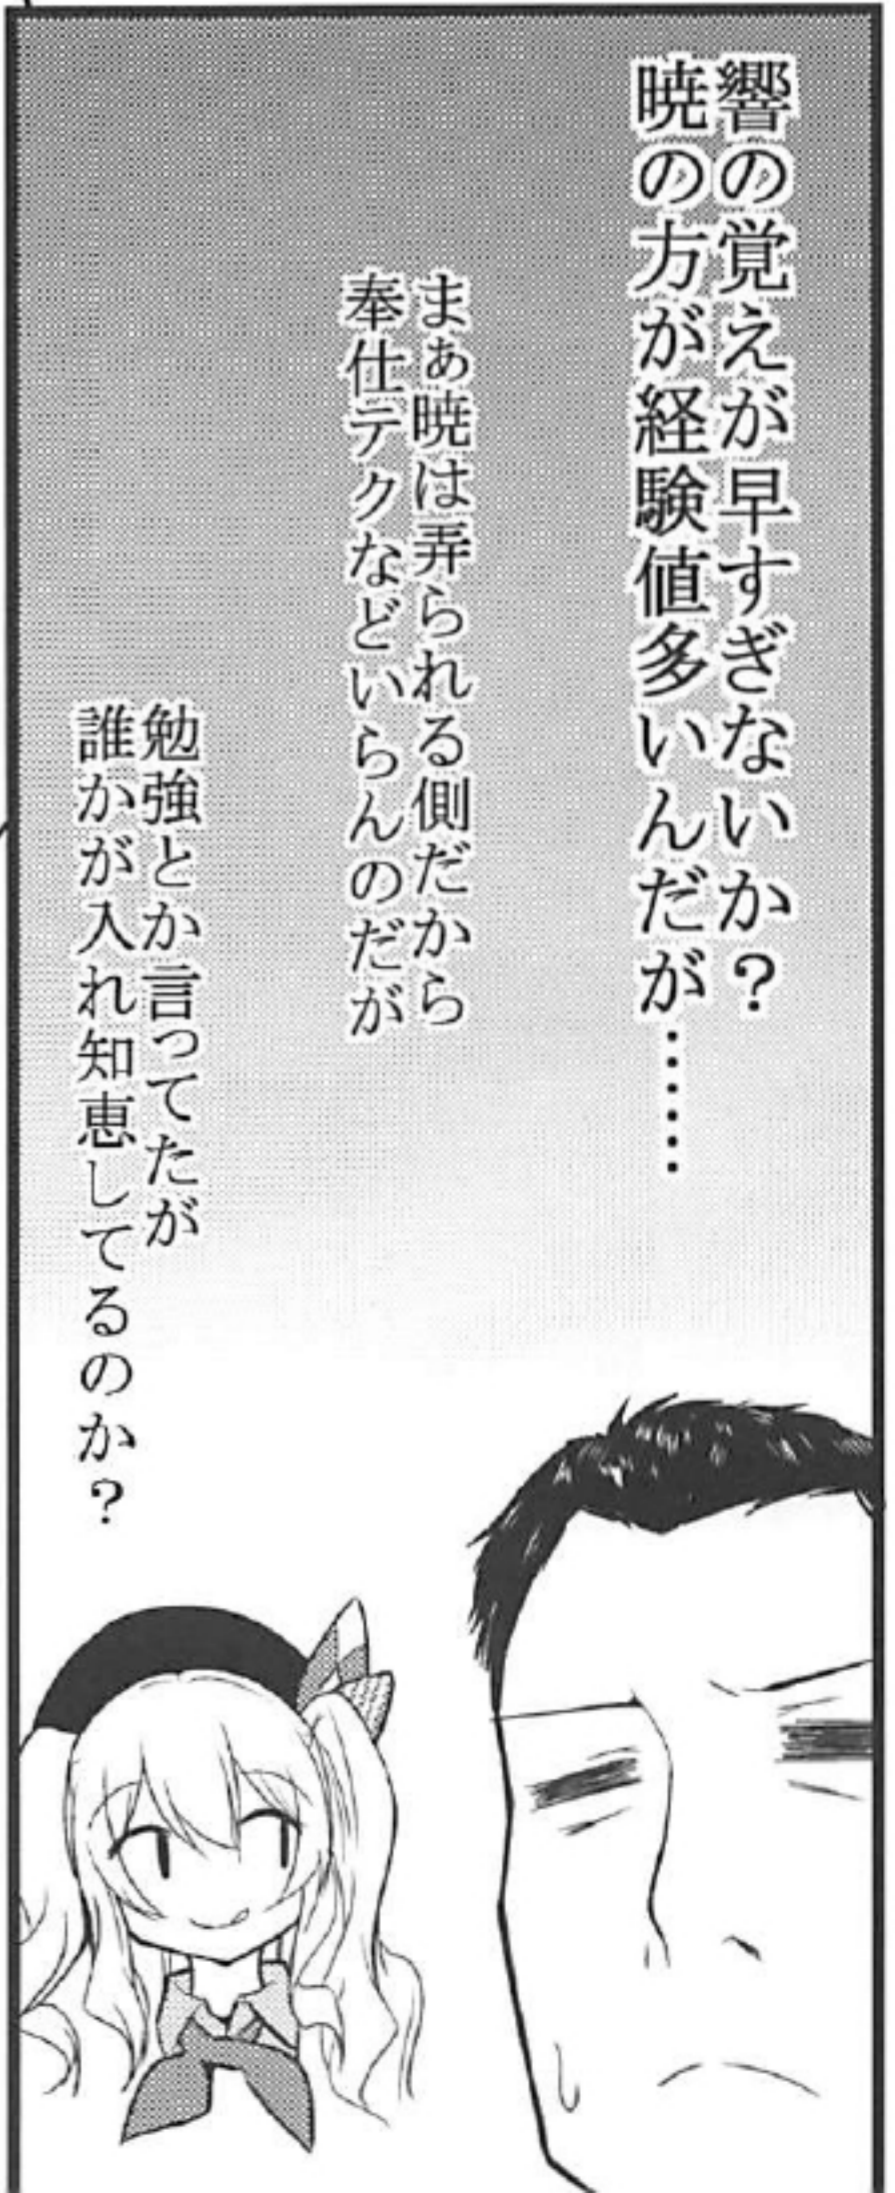 響の覚えが早すぎないか？
暁の方が経験値多いんだが……
まぁ暁は弄られる側だから
奉仕テクなどいらんのだが
勉強とか言ってたが
誰かが入れ知恵してるのか？